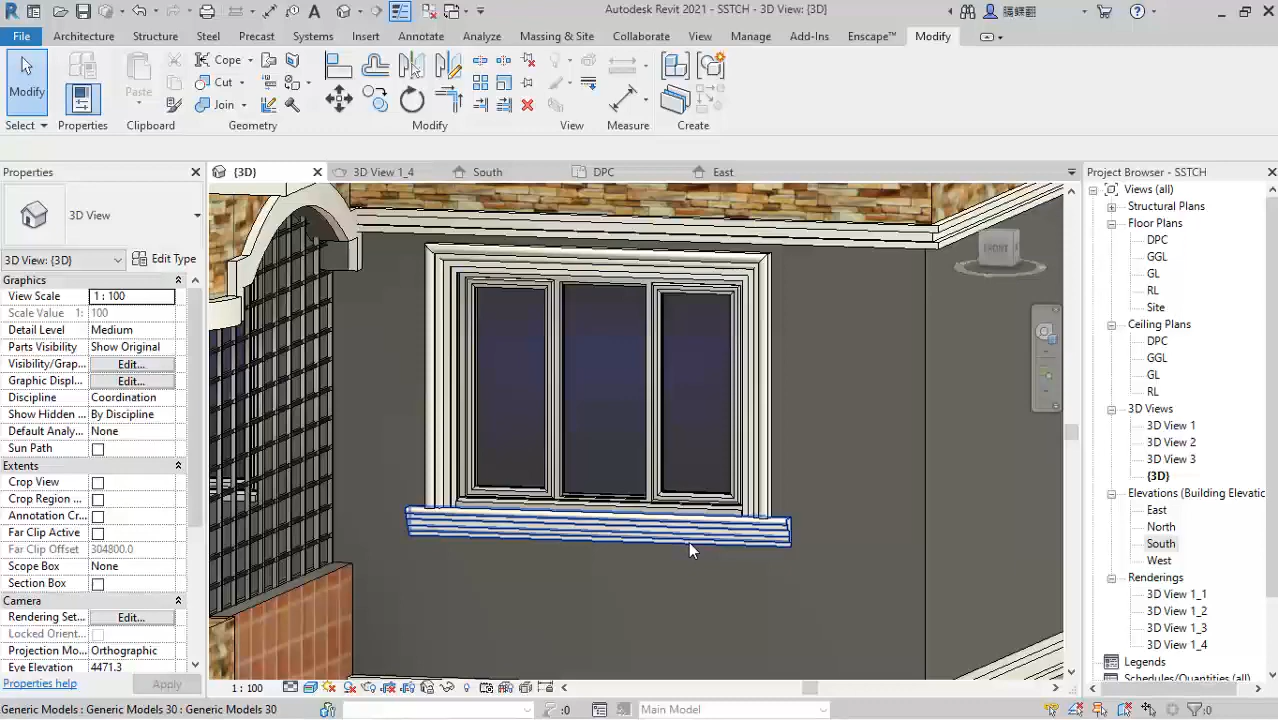 Autodesk Revit 2021 - SSTCH - 3D View: {3D}
File Architecture Structure Steel Precast Systems Insert Annotate Analyze Massing & Site Collaborate View Manage Add-Ins Enscape™ Modify
Modify
Paste
Cope
Cut
Join
Select Properties Clipboard Geometry Modify View Measure Create
Properties
{3D} 3D View 1_4 South DPC East
3D View
3D View: {3D} Edit Type
Graphics
View Scale 1 : 100
Scale Value 1: 100
Detail Level Medium
Parts Visibility Show Original
Visibility/Grap... Edit...
Graphic Displ... Edit...
Discipline Coordination
Show Hidden ... By Discipline
Default Analy... None
Sun Path
Extents
Crop View
Crop Region ...
Annotation Cr...
Far Clip Active
Far Clip Offset 304800.0
Scope Box None
Section Box
Camera
Rendering Set... Edit...
Locked Orient...
Projection Mo... Orthographic
Eye Elevation 4471.3
Properties help Apply
FRONT
Project Browser - SSTCH
Views (all)
Structural Plans
Floor Plans
DPC
GGL
GL
RL
Site
Ceiling Plans
DPC
GGL
GL
RL
3D Views
3D View 1
3D View 2
3D View 3
{3D}
Elevations (Building Elevatic
East
North
South
West
Renderings
3D View 1_1
3D View 1_2
3D View 1_3
3D View 1_4
Legends
Schedules/Quantities (all)
1 : 100
Generic Models : Generic Models 30 : Generic Models 30 :0 Main Model :0